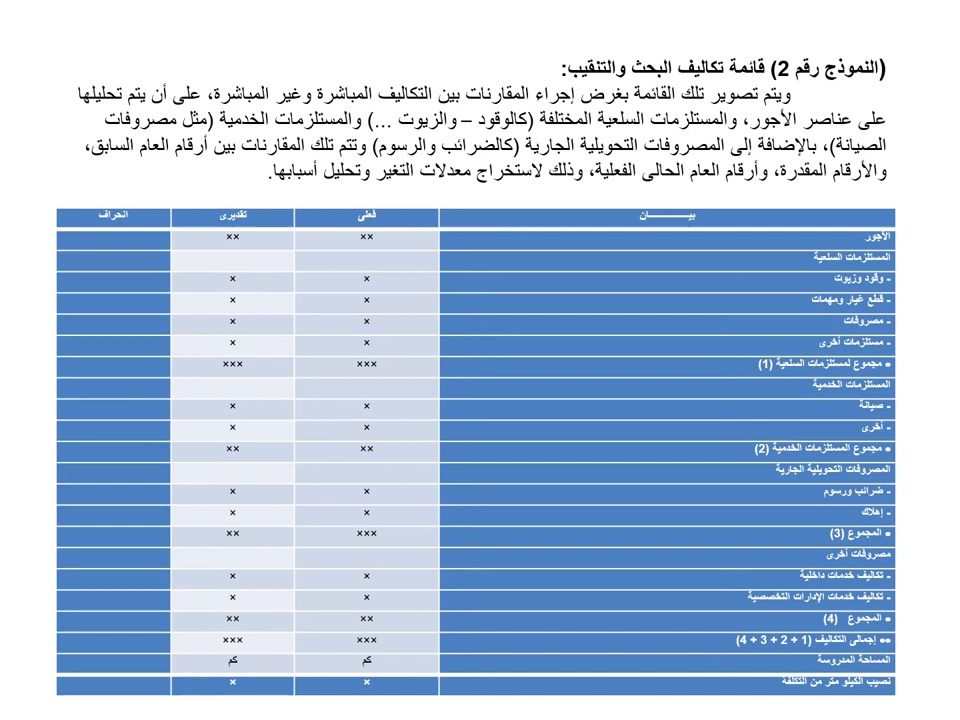 (النموذج رقم 2) قائمة تكاليف البحث والتنقيب:
ويتم تصوير تلك القائمة بغرض إجراء المقارنات بين التكاليف المباشرة وغير المباشرة، على أن يتم تحليلها
على عناصر الأجور، والمستلزمات السلعية المختلفة (كالوقود – والزيوت ...) والمستلزمات الخدمية (مثل مصروفات
الصيانة)، بالإضافة إلى المصروفات التحويلية الجارية (كالضرائب والرسوم) وتتم تلك المقارنات بين أرقام العام السابق،
والأرقام المقدرة، وأرقام العام الحالى الفعلية، وذلك لاستخراج معدلات التغير وتحليل أسبابها.
بيـــــــــــان فعلى تقديرى انحراف
الأجور ×× ××
المستلزمات السلعية
- وقود وزيوت × ×
- قطع غيار ومهمات × ×
- مصروفات × ×
- مستلزمات أخرى × ×
• مجموع لمستلزمات السلعية (1) ××× ×××
المستلزمات الخدمية
- صيانة × ×
- أخرى × ×
• مجموع المستلزمات الخدمية (2) ×× ××
المصروفات التحويلية الجارية
- ضرائب ورسوم × ×
- إهلاك × ×
• المجموع (3) ××× ××
مصروفات أخرى
- تكاليف خدمات داخلية × ×
- تكاليف خدمات الإدارات التخصصية × ×
• المجموع (4) ×× ××
•• إجمالى التكاليف (1 + 2 + 3 + 4) ××× ×××
المساحة المدروسة كم كم
نصيب الكيلو متر من التكلفة × ×